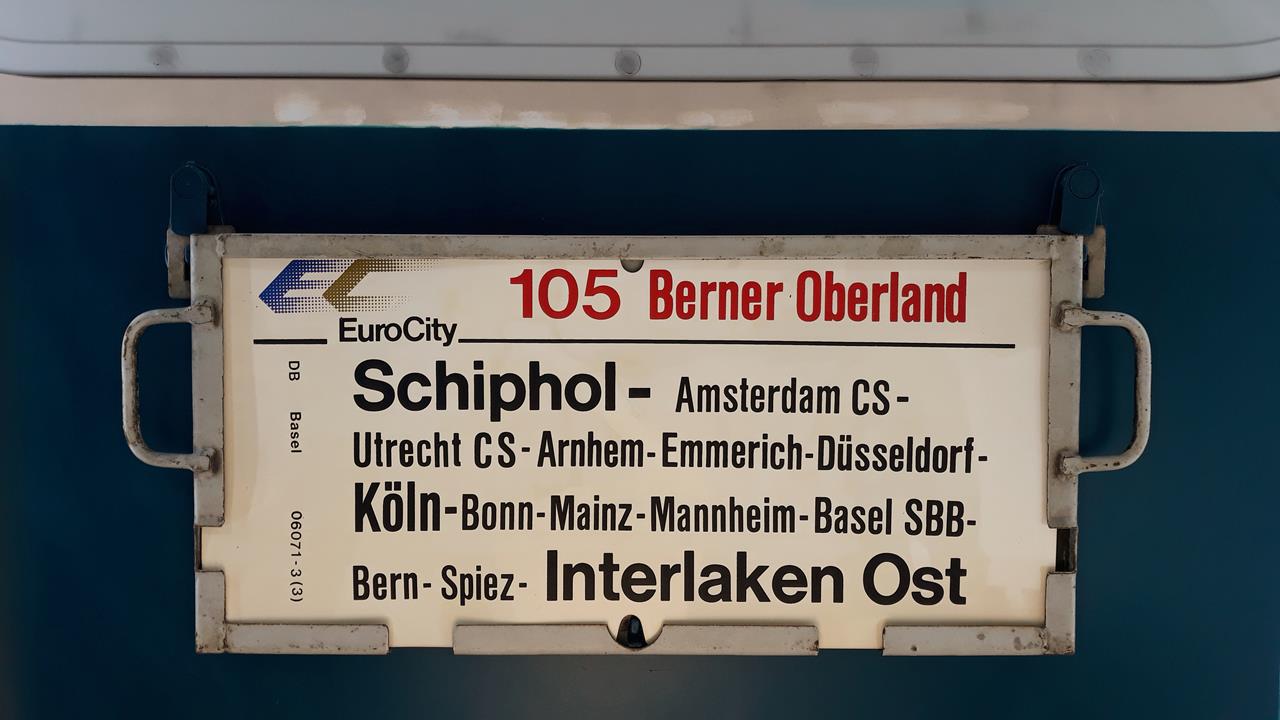 EC
105 Berner Oberland
EuroCity
Schiphol - Amsterdam CS -
Utrecht CS - Arnhem - Emmerich - Düsseldorf -
Köln - Bonn - Mainz - Mannheim - Basel SBB -
Bern - Spiez - Interlaken Ost
DB Basel 06071 - 3 (3)